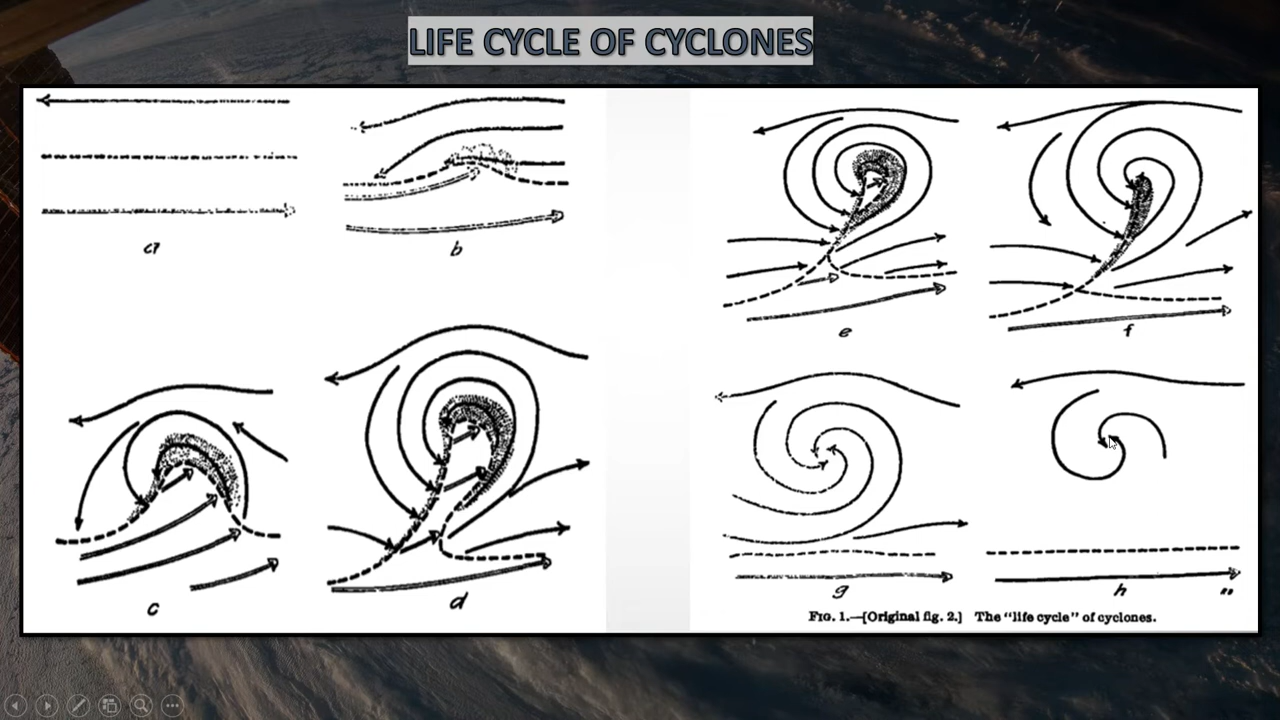 LIFE CYCLE OF CYCLONES
a
b
c
d
e
f
g
h
FIG. 1.—[Original fig. 2.] The "life cycle" of cyclones.